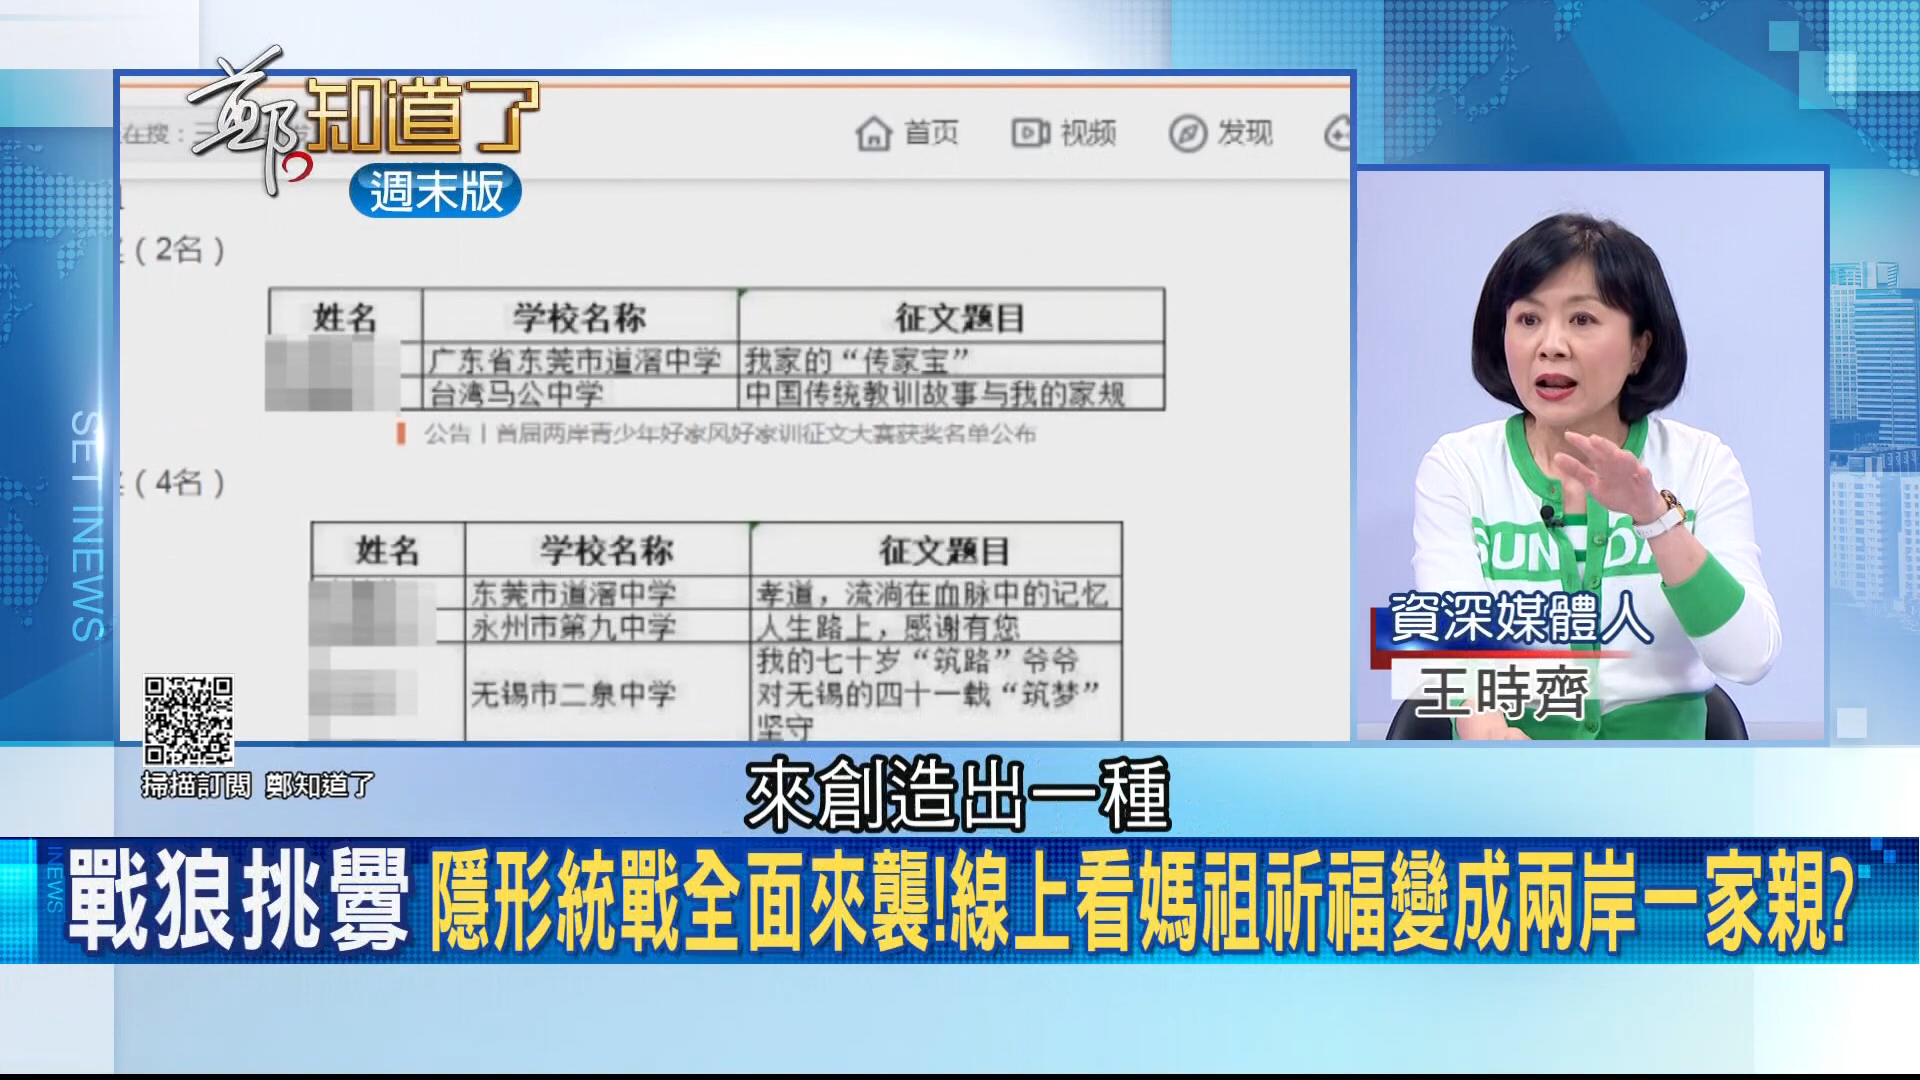 鄭知道了
週末版
在搜：三
首页
视频
发现
（2名）
姓名 学校名称 征文题目
广东省东莞市道滘中学 我家的“传家宝”
台湾马公中学 中国传统教训故事与我的家规
公告丨首届两岸青少年好家风好家训征文大赛获奖名单公布
（4名）
姓名 学校名称 征文题目
东莞市道滘中学 孝道，流淌在血脉中的记忆
永州市第九中学 人生路上，感谢有您
无锡市二泉中学 我的七十岁“筑路”爷爷
对无锡的四十一载“筑梦”
坚守
SET INEWS
SUN
資深媒體人
王時齊
掃描訂閱 鄭知道了
來創造出一種
INEWS
戰狼挑釁
隱形統戰全面來襲!線上看媽祖祈福變成兩岸一家親?